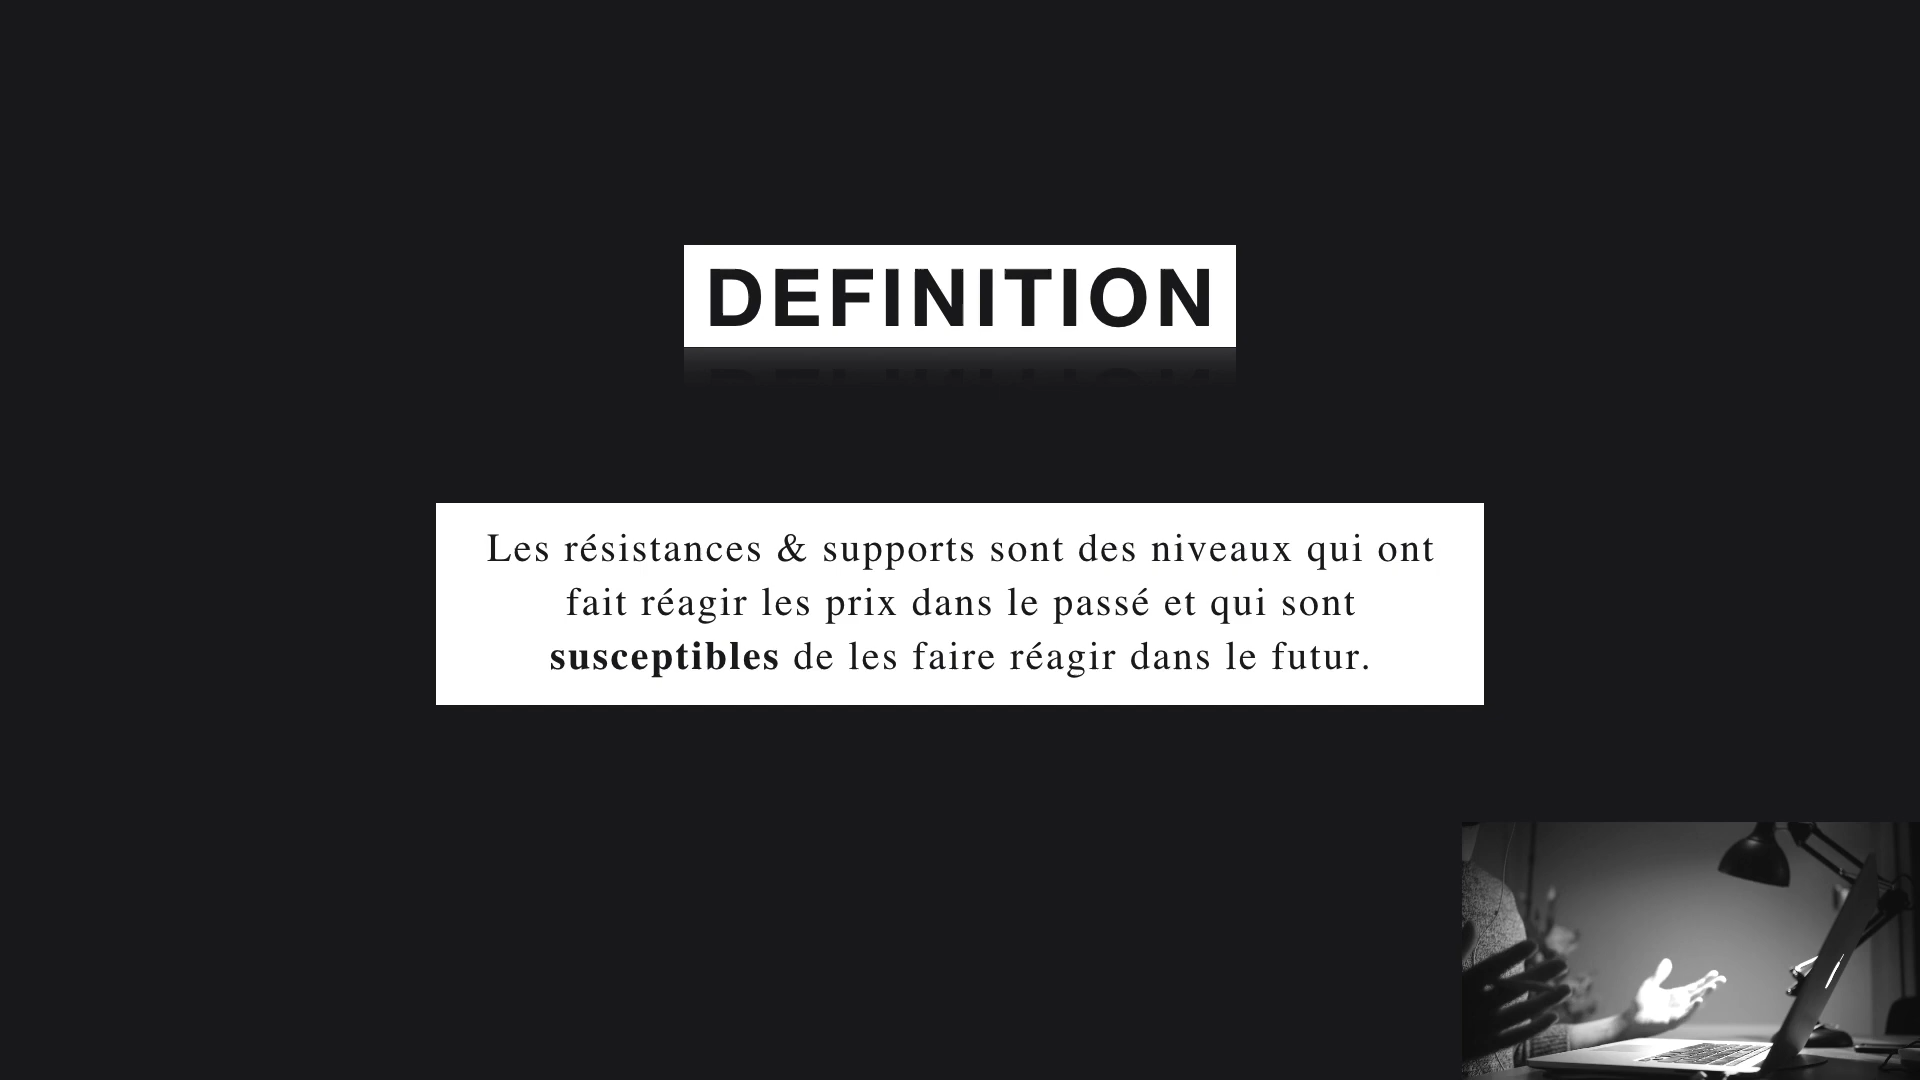 DEFINITION
Les résistances & supports sont des niveaux qui ont
fait réagir les prix dans le passé et qui sont
susceptibles de les faire réagir dans le futur.